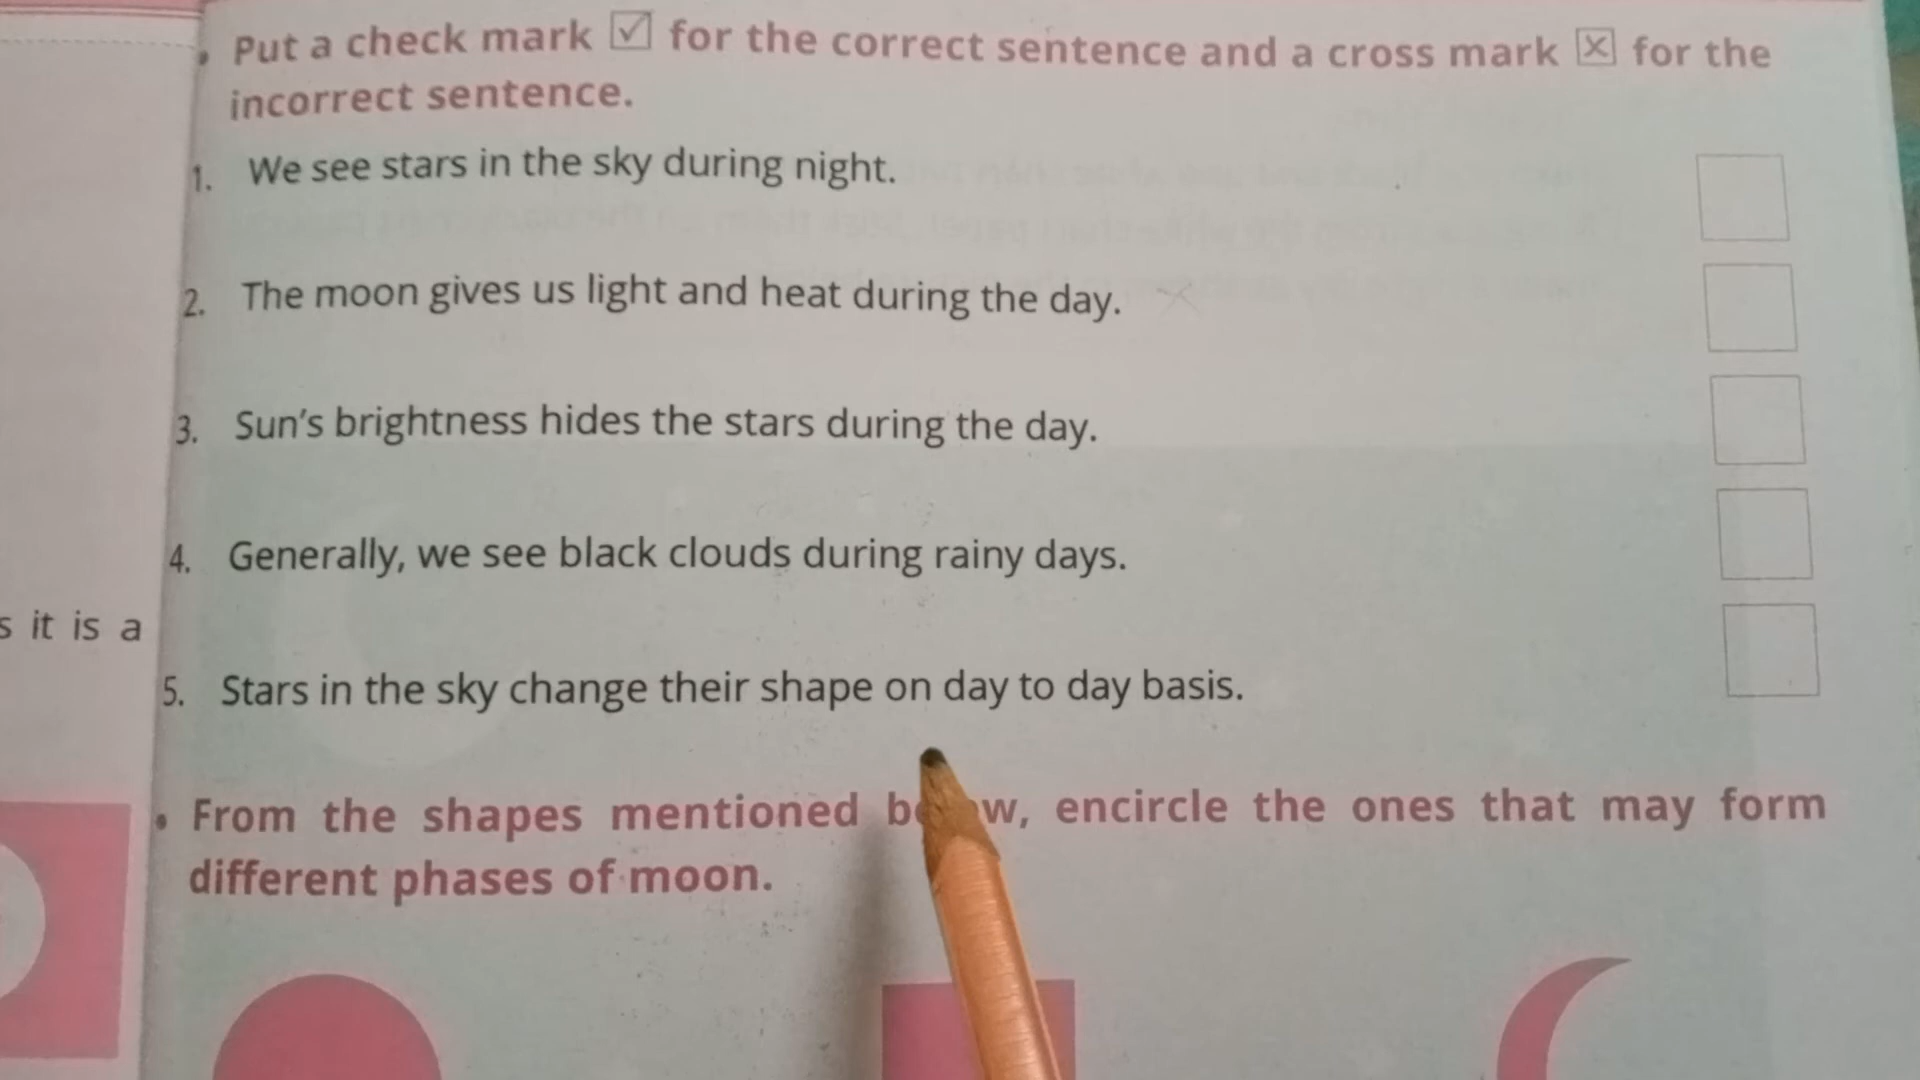 Put a check mark ☑ for the correct sentence and a cross mark ☒ for the
incorrect sentence.
1. We see stars in the sky during night.
2. The moon gives us light and heat during the day.
3. Sun's brightness hides the stars during the day.
4. Generally, we see black clouds during rainy days.
s it is a
5. Stars in the sky change their shape on day to day basis.
• From the shapes mentioned, encircle the ones that may form
different phases of moon.